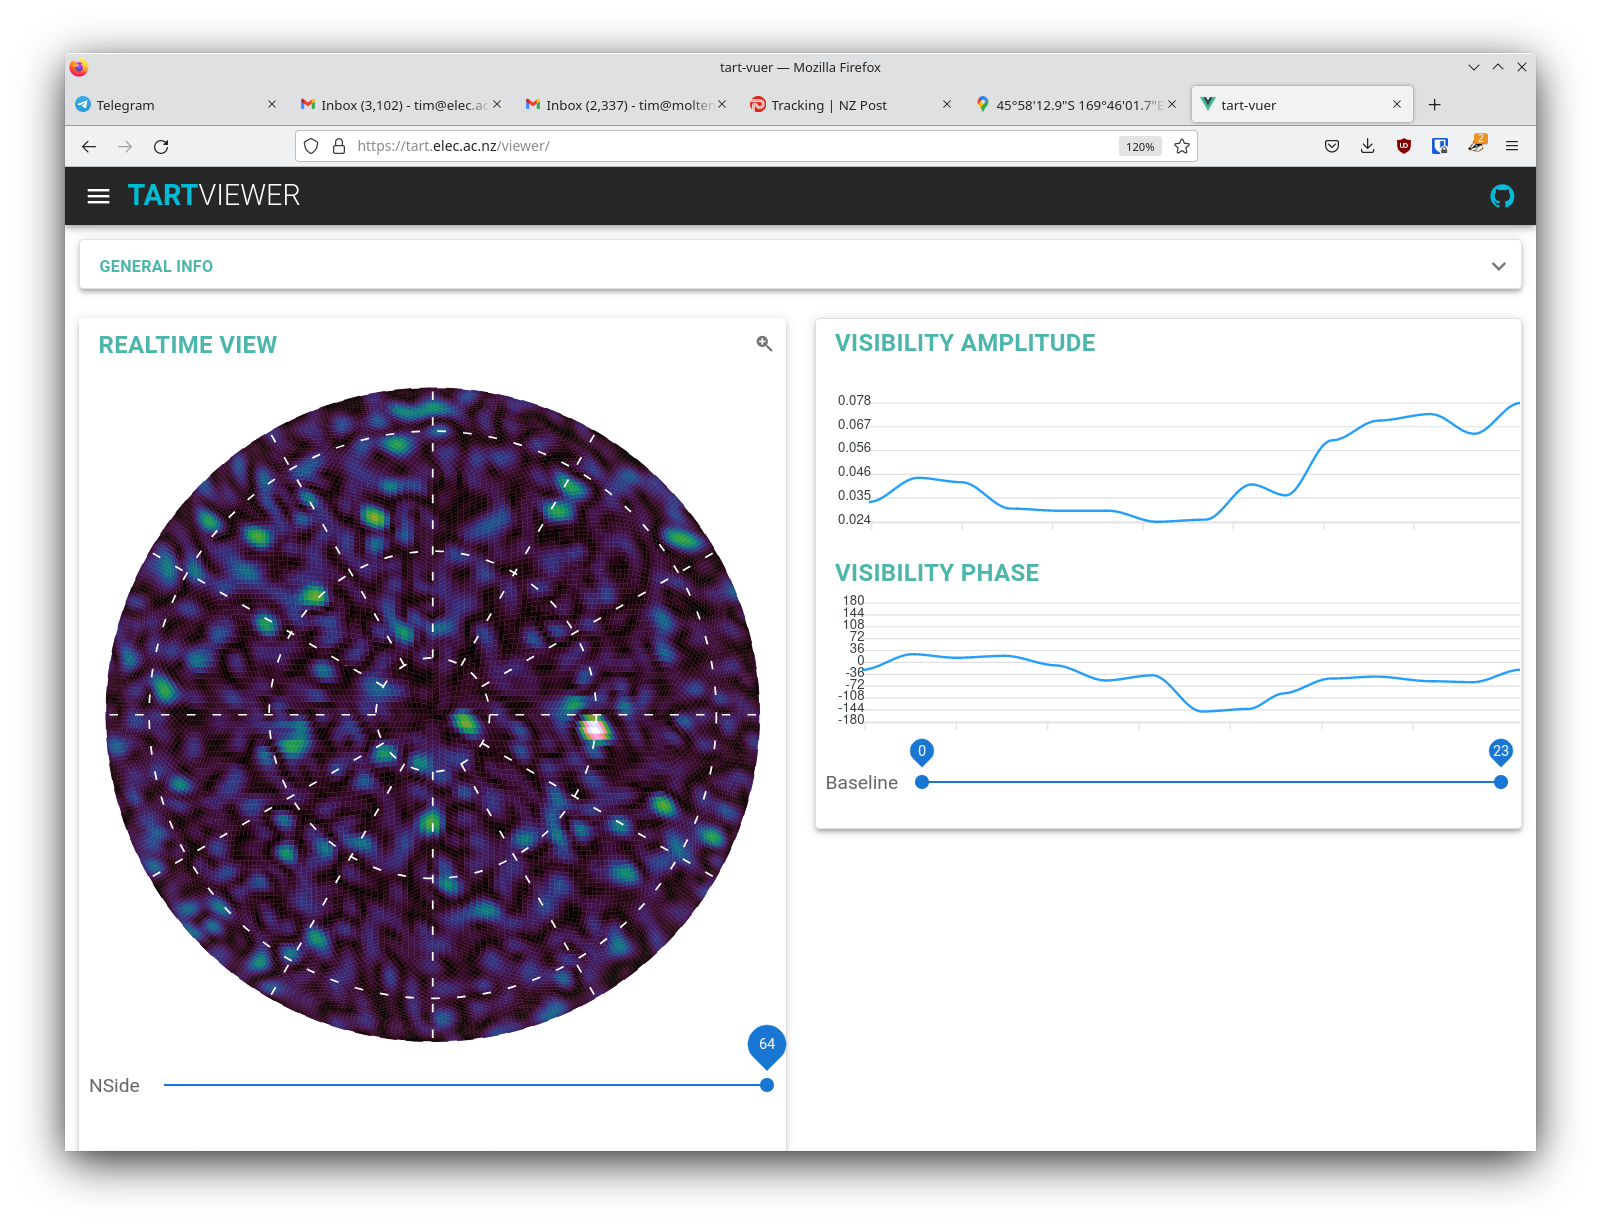 tart-vuer — Mozilla Firefox
Telegram
Inbox (3,102) - tim@elec.ac
Inbox (2,337) - tim@molten
Tracking | NZ Post
45°58'12.9"S 169°46'01.7"E
tart-vuer
https://tart.elec.ac.nz/viewer/
120%
2
TARTVIEWER
GENERAL INFO
REALTIME VIEW
64
NSide
VISIBILITY AMPLITUDE
0.078
0.067
0.056
0.046
0.035
0.024
VISIBILITY PHASE
180
144
108
72
36
0
-36
-72
-108
-144
-180
0
23
Baseline